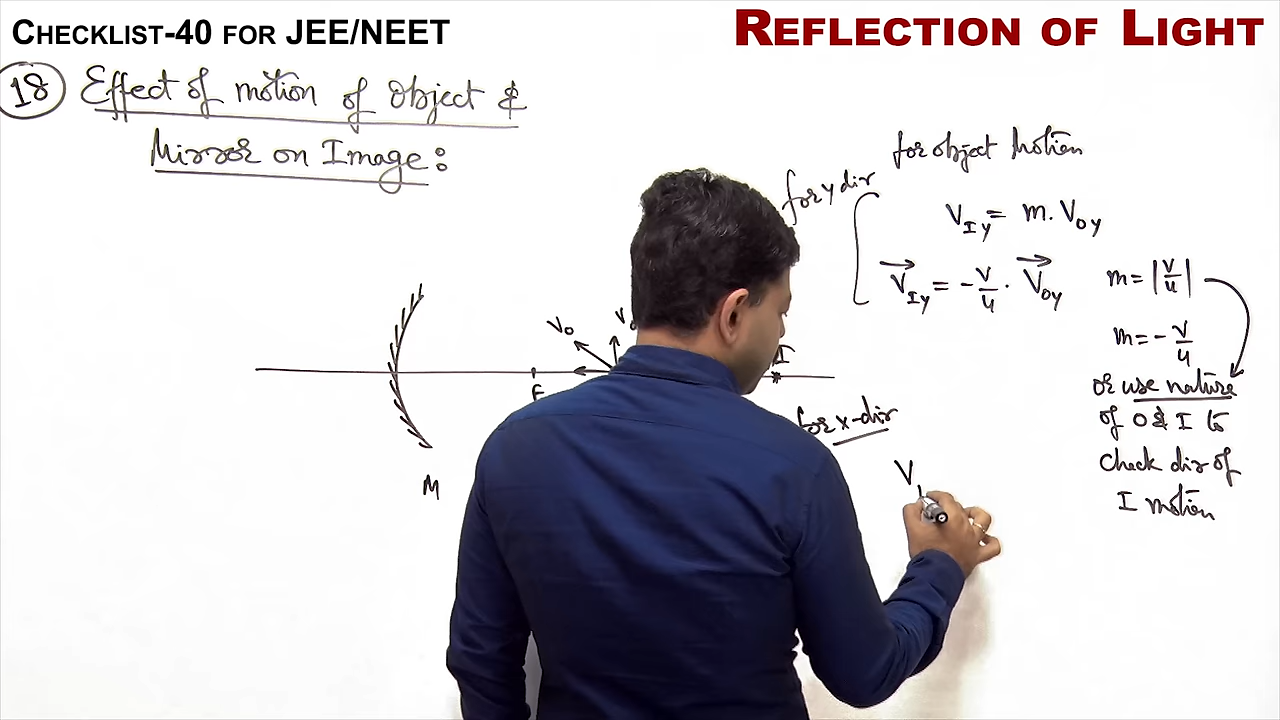 CHECKLIST-40 FOR JEE/NEET
REFLECTION OF LIGHT
18 Effect of motion of Object &
Mirror on Image:
for object Motion
for y dir
V_Iy = m. V_Oy
V_Iy = - v/u . V_Oy
m = |v/u|
m = - v/u
or use nature
of O & I to
check dir of
I motion
V_O
V_O
I
F
M
for x-dir
V_I